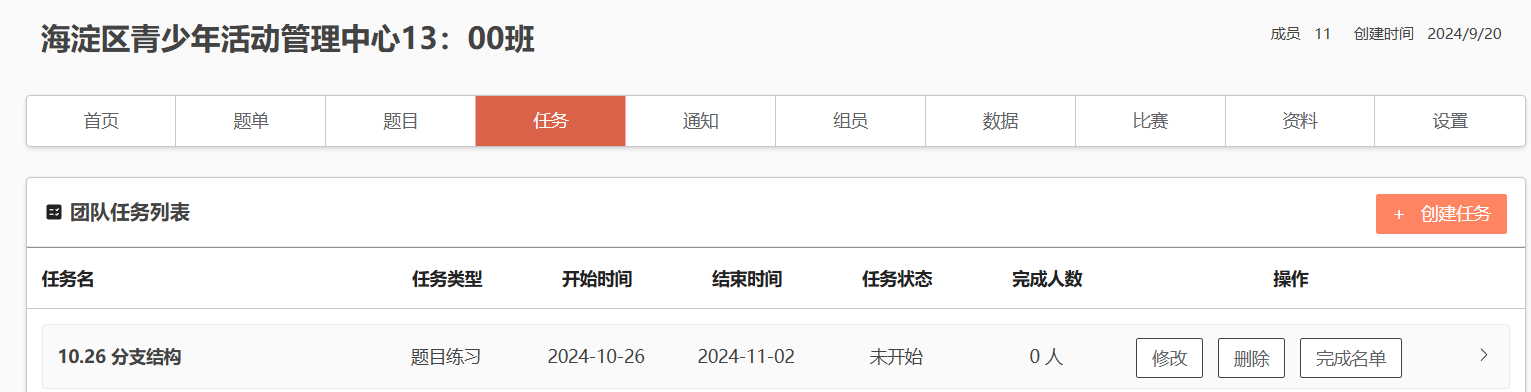 海淀区青少年活动管理中心13：00班
成员 11 创建时间 2024/9/20
首页 题单 题目 任务 通知 组员 数据 比赛 资料 设置
团队任务列表
+ 创建任务
任务名 任务类型 开始时间 结束时间 任务状态 完成人数 操作
10.26 分支结构 题目练习 2024-10-26 2024-11-02 未开始 0 人 修改 删除 完成名单